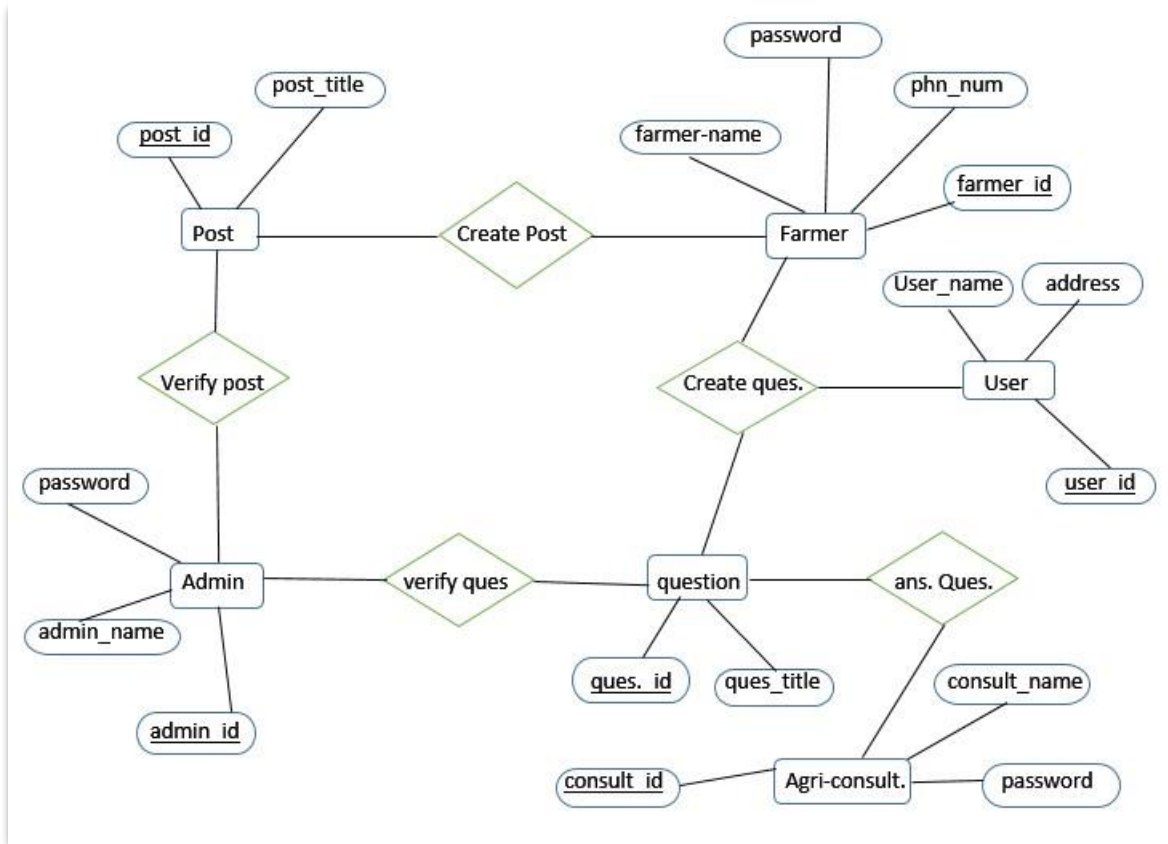 password
post_title
phn_num
post_id
farmer-name
farmer_id
Post
Create Post
Farmer
User_name
address
Verify post
Create ques.
User
password
user_id
Admin
verify ques
question
ans. Ques.
admin_name
ques._id
ques_title
consult_name
admin_id
consult_id
Agri-consult.
password